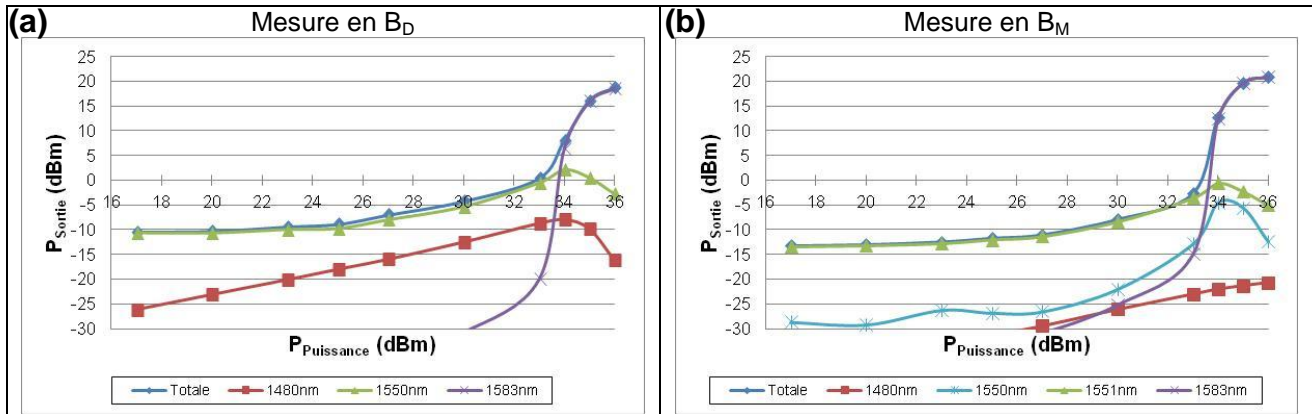 (a) Mesure en BD
25
20
15
10
5
0
-5
-10
-15
-20
-25
-30
16 18 20 22 24 26 28 30 32 34 36
PSortie (dBm)
PPuissance (dBm)
Totale 1480nm 1550nm 1583nm
(b) Mesure en BM
25
20
15
10
5
0
-5
-10
-15
-20
-25
-30
16 18 20 22 24 26 28 30 32 34 36
PSortie (dBm)
PPuissance (dBm)
Totale 1480nm 1550nm 1551nm 1583nm